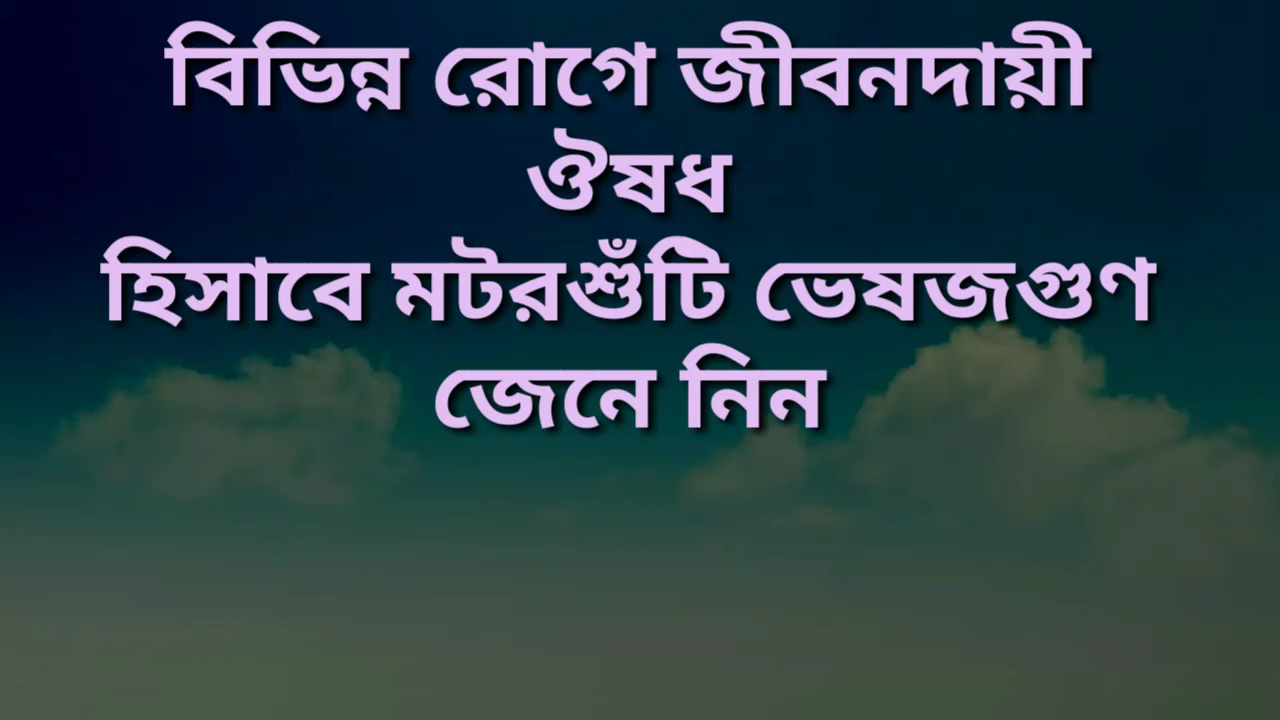 বিভিন্ন রোগে জীবনদায়ী
ঔষধ
হিসাবে মটরশুঁটি ভেষজগুণ
জেনে নিন